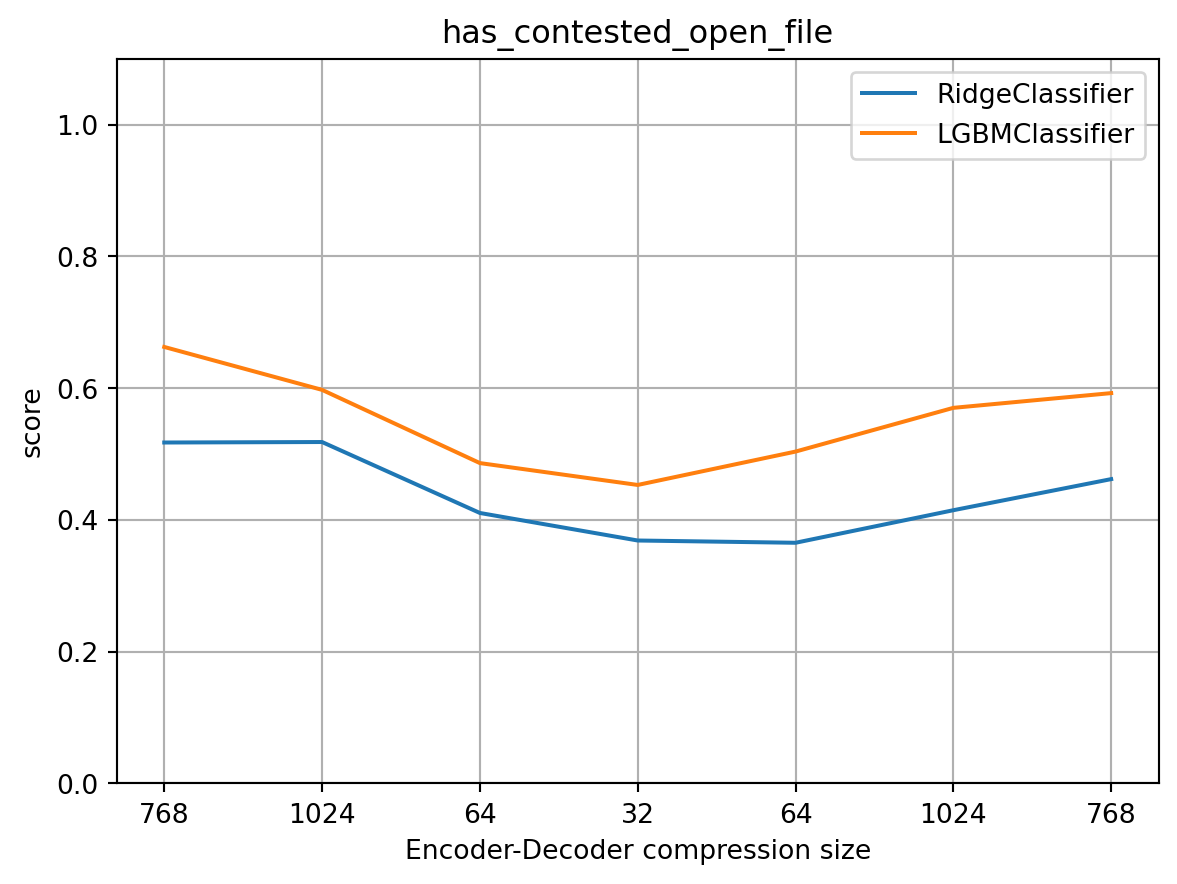 has_contested_open_file
RidgeClassifier
LGBMClassifier
1.0
0.8
0.6
0.4
0.2
0.0
score
768 1024 64 32 64 1024 768
Encoder-Decoder compression size